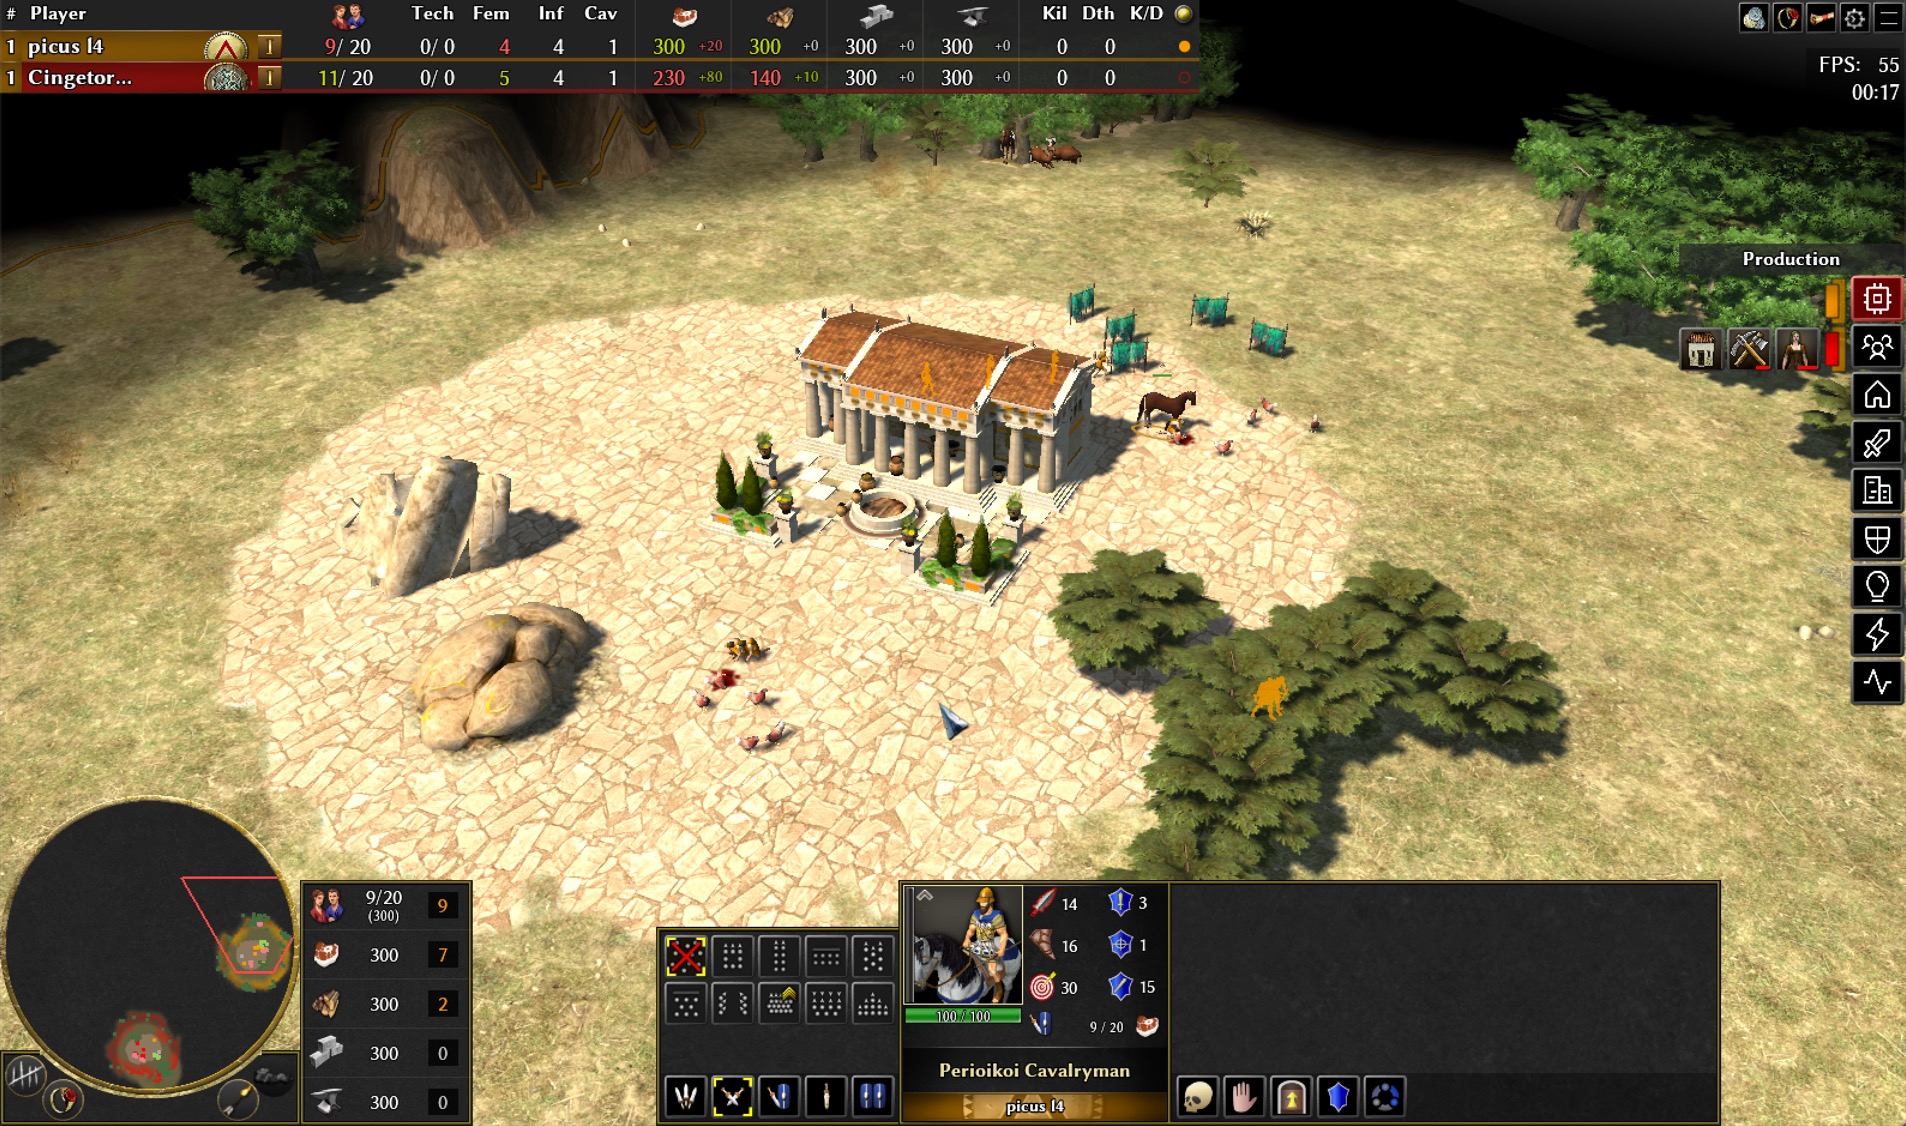 # Player Tech Fem Inf Cav Kil Dth K/D
1 picus l4 1 9/ 20 0/ 0 4 4 1 300 +20 300 +0 300 +0 300 +0 0 0
1 Cingetor... 1 11/ 20 0/ 0 5 4 1 230 +80 140 +10 300 +0 300 +0 0 0
FPS: 55
00:17
Production
9/20 9
(300)
300 7
300 2
300 0
300 0
14 3
16 1
30 15
100 / 100
9 / 20
Perioikoi Cavalryman
picus l4